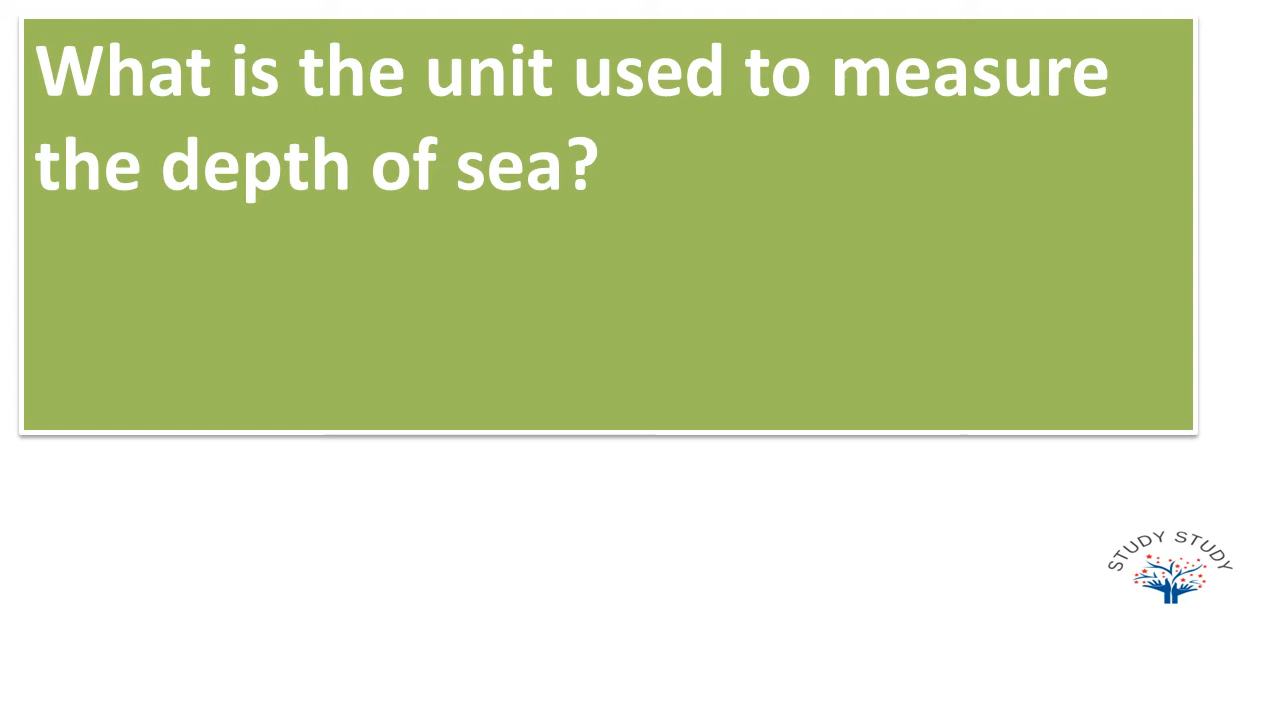 What is the unit used to measure
the depth of sea?
STUDY STUDY